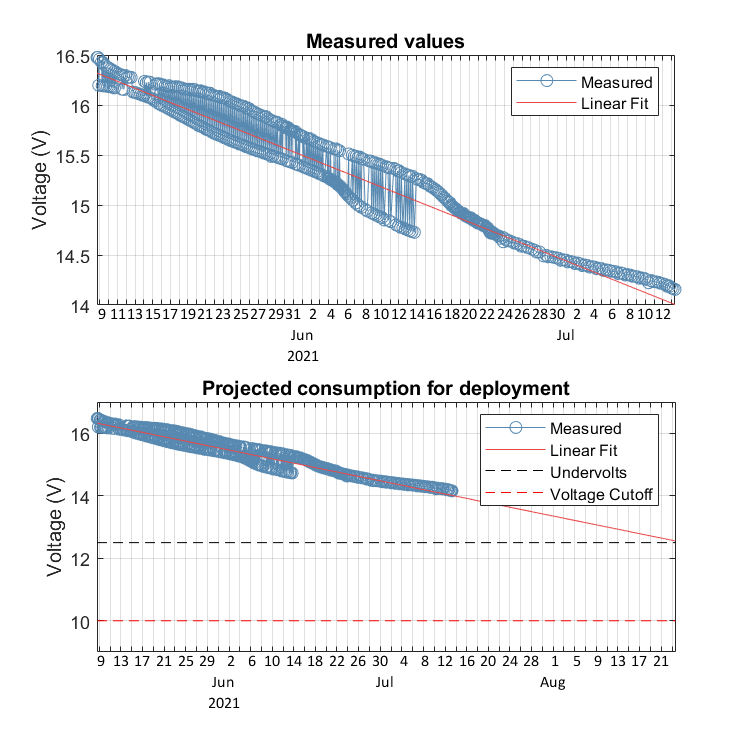 Measured values
16.5
16
15.5
15
14.5
14
Voltage (V)
Measured
Linear Fit
9 11 13 15 17 19 21 23 25 27 29 31 2 4 6 8 10 12 14 16 18 20 22 24 26 28 30 2 4 6 8 10 12
Jun Jul
2021
Projected consumption for deployment
16
14
12
10
Voltage (V)
Measured
Linear Fit
Undervolts
Voltage Cutoff
9 13 17 21 25 29 2 6 10 14 18 22 26 30 4 8 12 16 20 24 28 1 5 9 13 17 21
Jun Jul Aug
2021